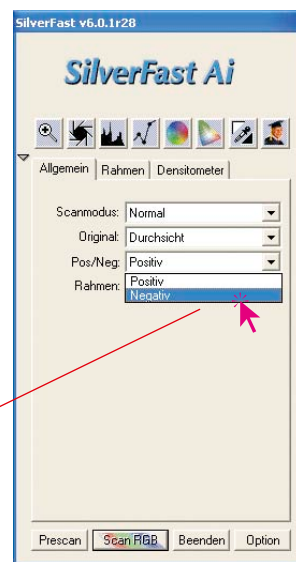 SilverFast v6.0.1r28
SilverFast Ai
Allgemein Rahmen Densitometer
Scanmodus: Normal
Original: Durchsicht
Pos/Neg: Positiv
Rahmen: Positiv
Negativ
Prescan Scan RGB Beenden Option